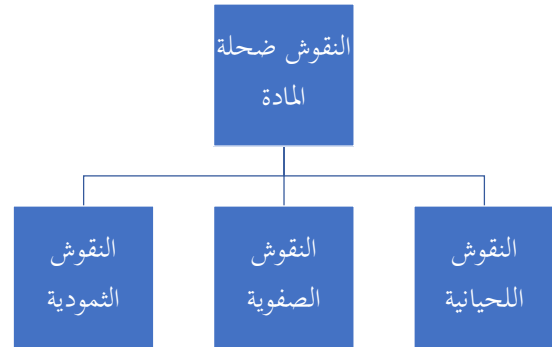 النقوش ضحلة
المادة
النقوش
اللحيانية
النقوش
الصفوية
النقوش
الثمودية